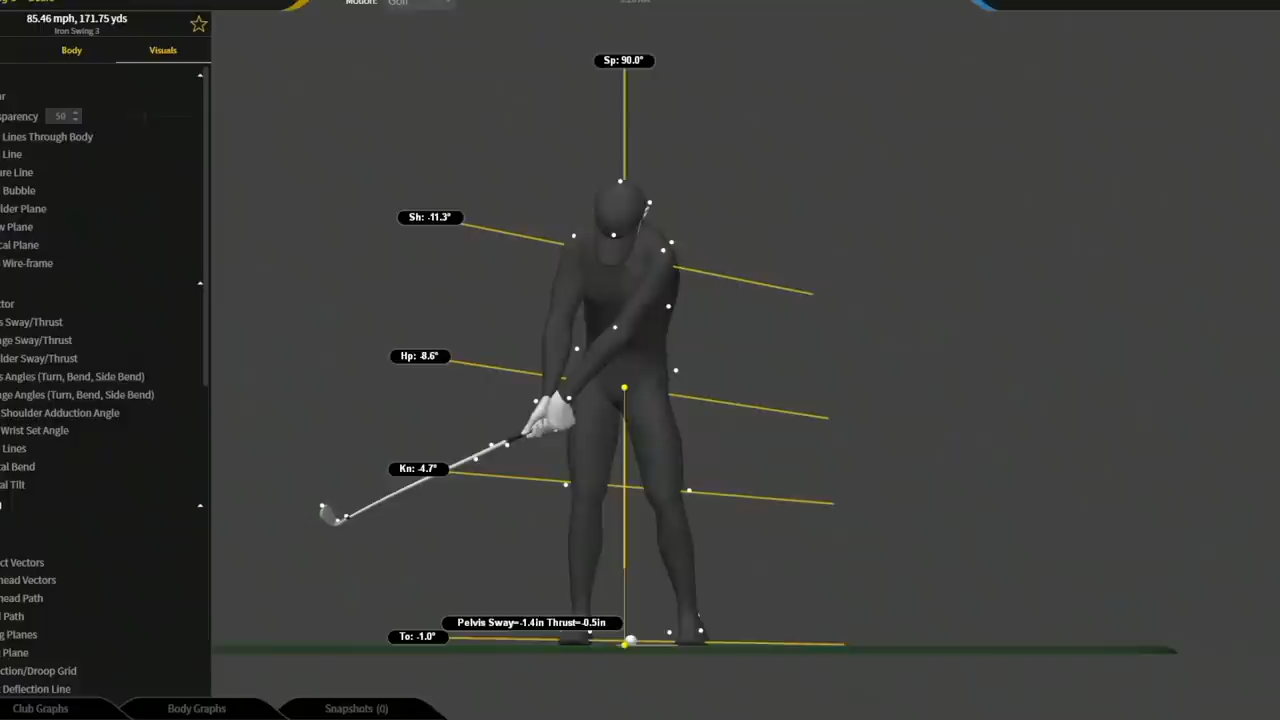 Motion: Golf
85.46 mph, 171.75 yds
Iron Swing 3
Body
Visuals
sparency 50
Lines Through Body
Line
ure Line
Bubble
lder Plane
w Plane
cal Plane
Wire-frame
tor
s Sway/Thrust
age Sway/Thrust
lder Sway/Thrust
s Angles (Turn, Bend, Side Bend)
age Angles (Turn, Bend, Side Bend)
Shoulder Adduction Angle
Wrist Set Angle
Lines
tal Bend
al Tilt
ct Vectors
head Vectors
head Path
l Path
g Planes
Plane
ction/Droop Grid
Deflection Line
Club Graphs
Body Graphs
Snapshots (0)
Sp: 90.0°
Sh: -11.3°
Hp: -8.6°
Kn: -4.7°
Pelvis Sway=-1.4in Thrust=-0.5in
To: -1.0°